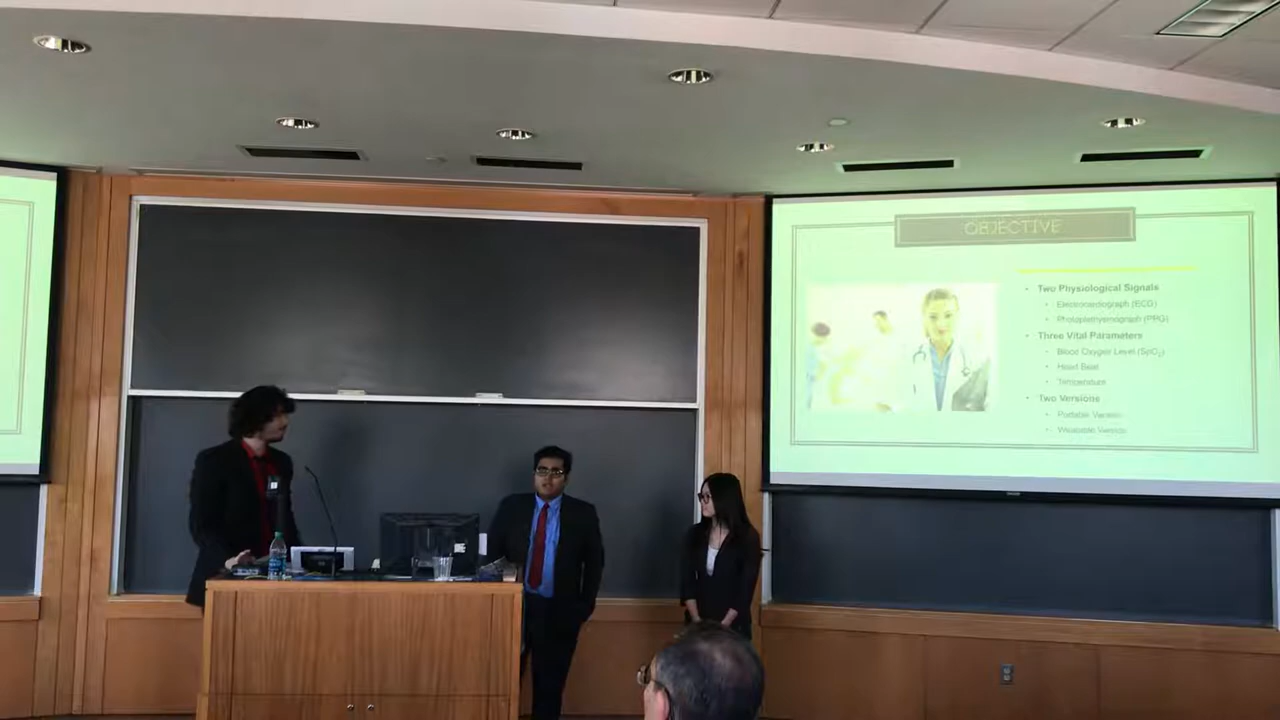 OBJECTIVE
• Two Physiological Signals
• Electrocardiograph (ECG)
• Photoplethysmograph (PPG)
• Three Vital Parameters
• Blood Oxygen Level (SpO₂)
• Heart Beat
• Temperature
• Two Versions
• Portable Version
• Wearable Version